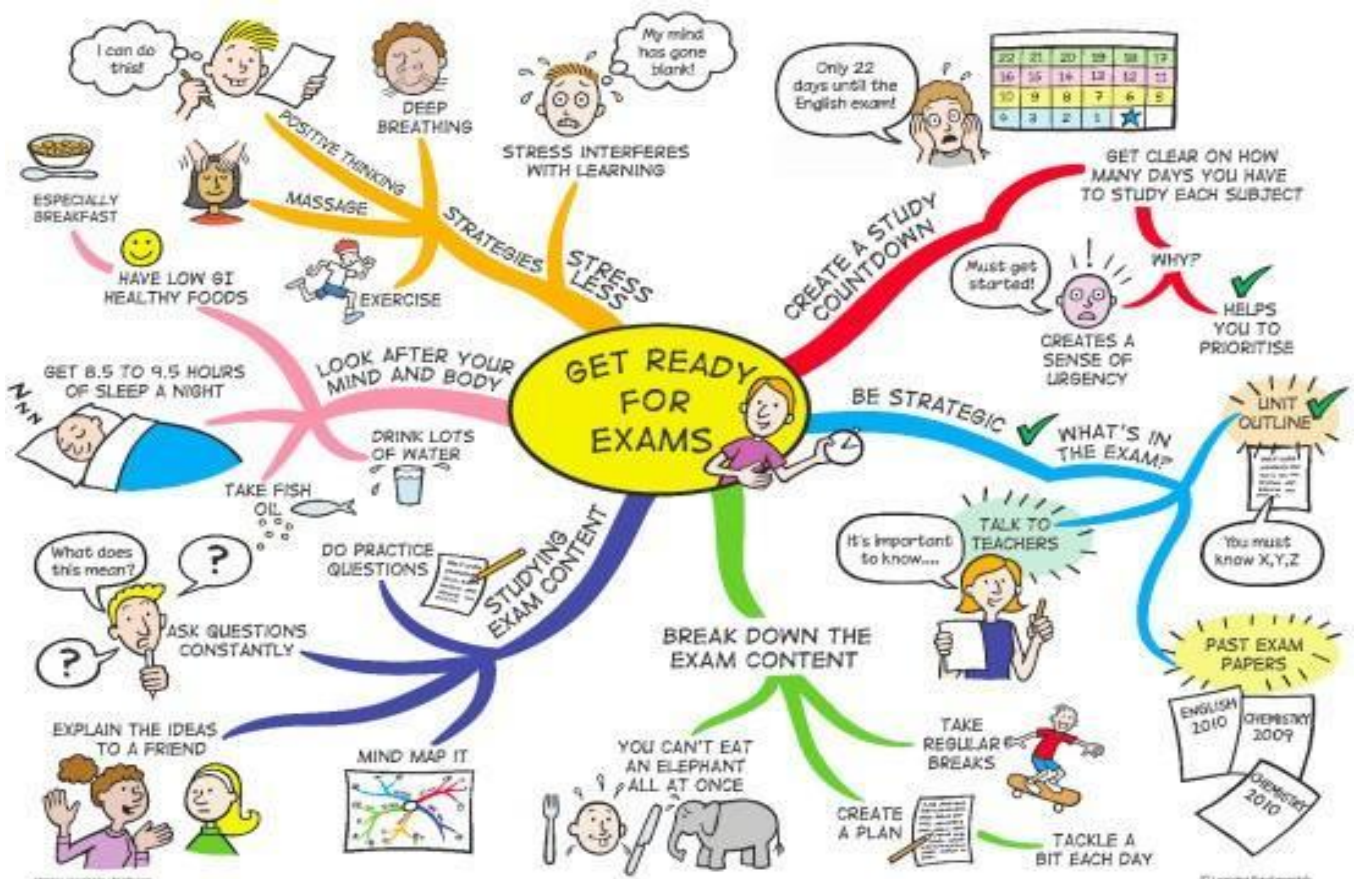 GET READY
FOR
EXAMS
CREATE A STUDY
COUNTDOWN
Only 22
days until the
English exam!
22 21 20 19 18 17
16 15 14 13 12 11
10 9 8 7 6 5
4 3 2 1
GET CLEAR ON HOW
MANY DAYS YOU HAVE
TO STUDY EACH SUBJECT
WHY?
Must get
started!
!!!
CREATES A
SENSE OF
URGENCY
HELPS
YOU TO
PRIORITISE
BE STRATEGIC
WHAT'S IN
THE EXAM?
UNIT
OUTLINE
You must
know X,Y,Z
TALK TO
TEACHERS
It's important
to know....
PAST EXAM
PAPERS
ENGLISH
2010
CHEMISTRY
2009
CHEMISTRY
2010
BREAK DOWN THE
EXAM CONTENT
TAKE
REGULAR
BREAKS
CREATE
A PLAN
TACKLE A
BIT EACH DAY
YOU CAN'T EAT
AN ELEPHANT
ALL AT ONCE
STUDYING
EXAM CONTENT
DO PRACTICE
QUESTIONS
ASK QUESTIONS
CONSTANTLY
What does
this mean?
?
?
EXPLAIN THE IDEAS
TO A FRIEND
MIND MAP IT
LOOK AFTER YOUR
MIND AND BODY
DRINK LOTS
OF WATER
TAKE FISH
OIL
GET 8.5 TO 9.5 HOURS
OF SLEEP A NIGHT
ZZNN
HAVE LOW GI
HEALTHY FOODS
ESPECIALLY
BREAKFAST
STRESS
LESS
STRESS INTERFERES
WITH LEARNING
My mind
has gone
blank!
STRATEGIES
DEEP
BREATHING
POSITIVE THINKING
I can do
this!
MASSAGE
EXERCISE